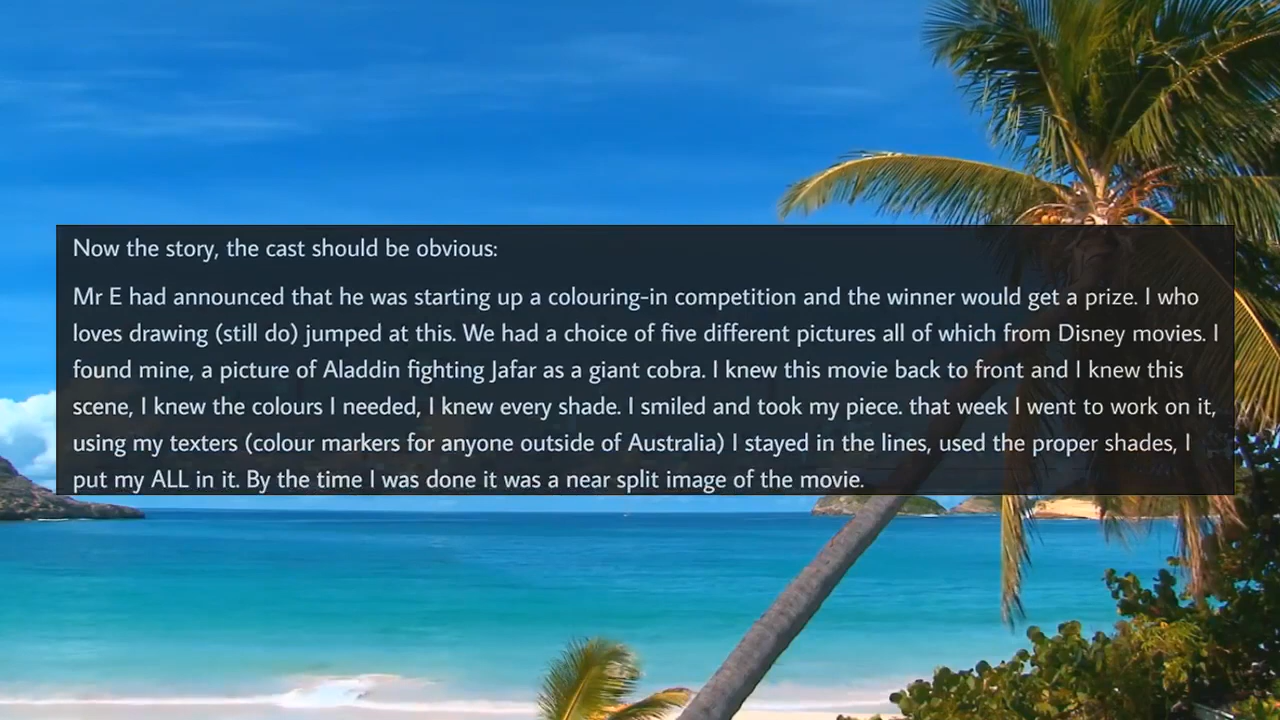 Now the story, the cast should be obvious:
Mr E had announced that he was starting up a colouring-in competition and the winner would get a prize. I who
loves drawing (still do) jumped at this. We had a choice of five different pictures all of which from Disney movies. I
found mine, a picture of Aladdin fighting Jafar as a giant cobra. I knew this movie back to front and I knew this
scene, I knew the colours I needed, I knew every shade. I smiled and took my piece. that week I went to work on it,
using my texters (colour markers for anyone outside of Australia) I stayed in the lines, used the proper shades, I
put my ALL in it. By the time I was done it was a near split image of the movie.